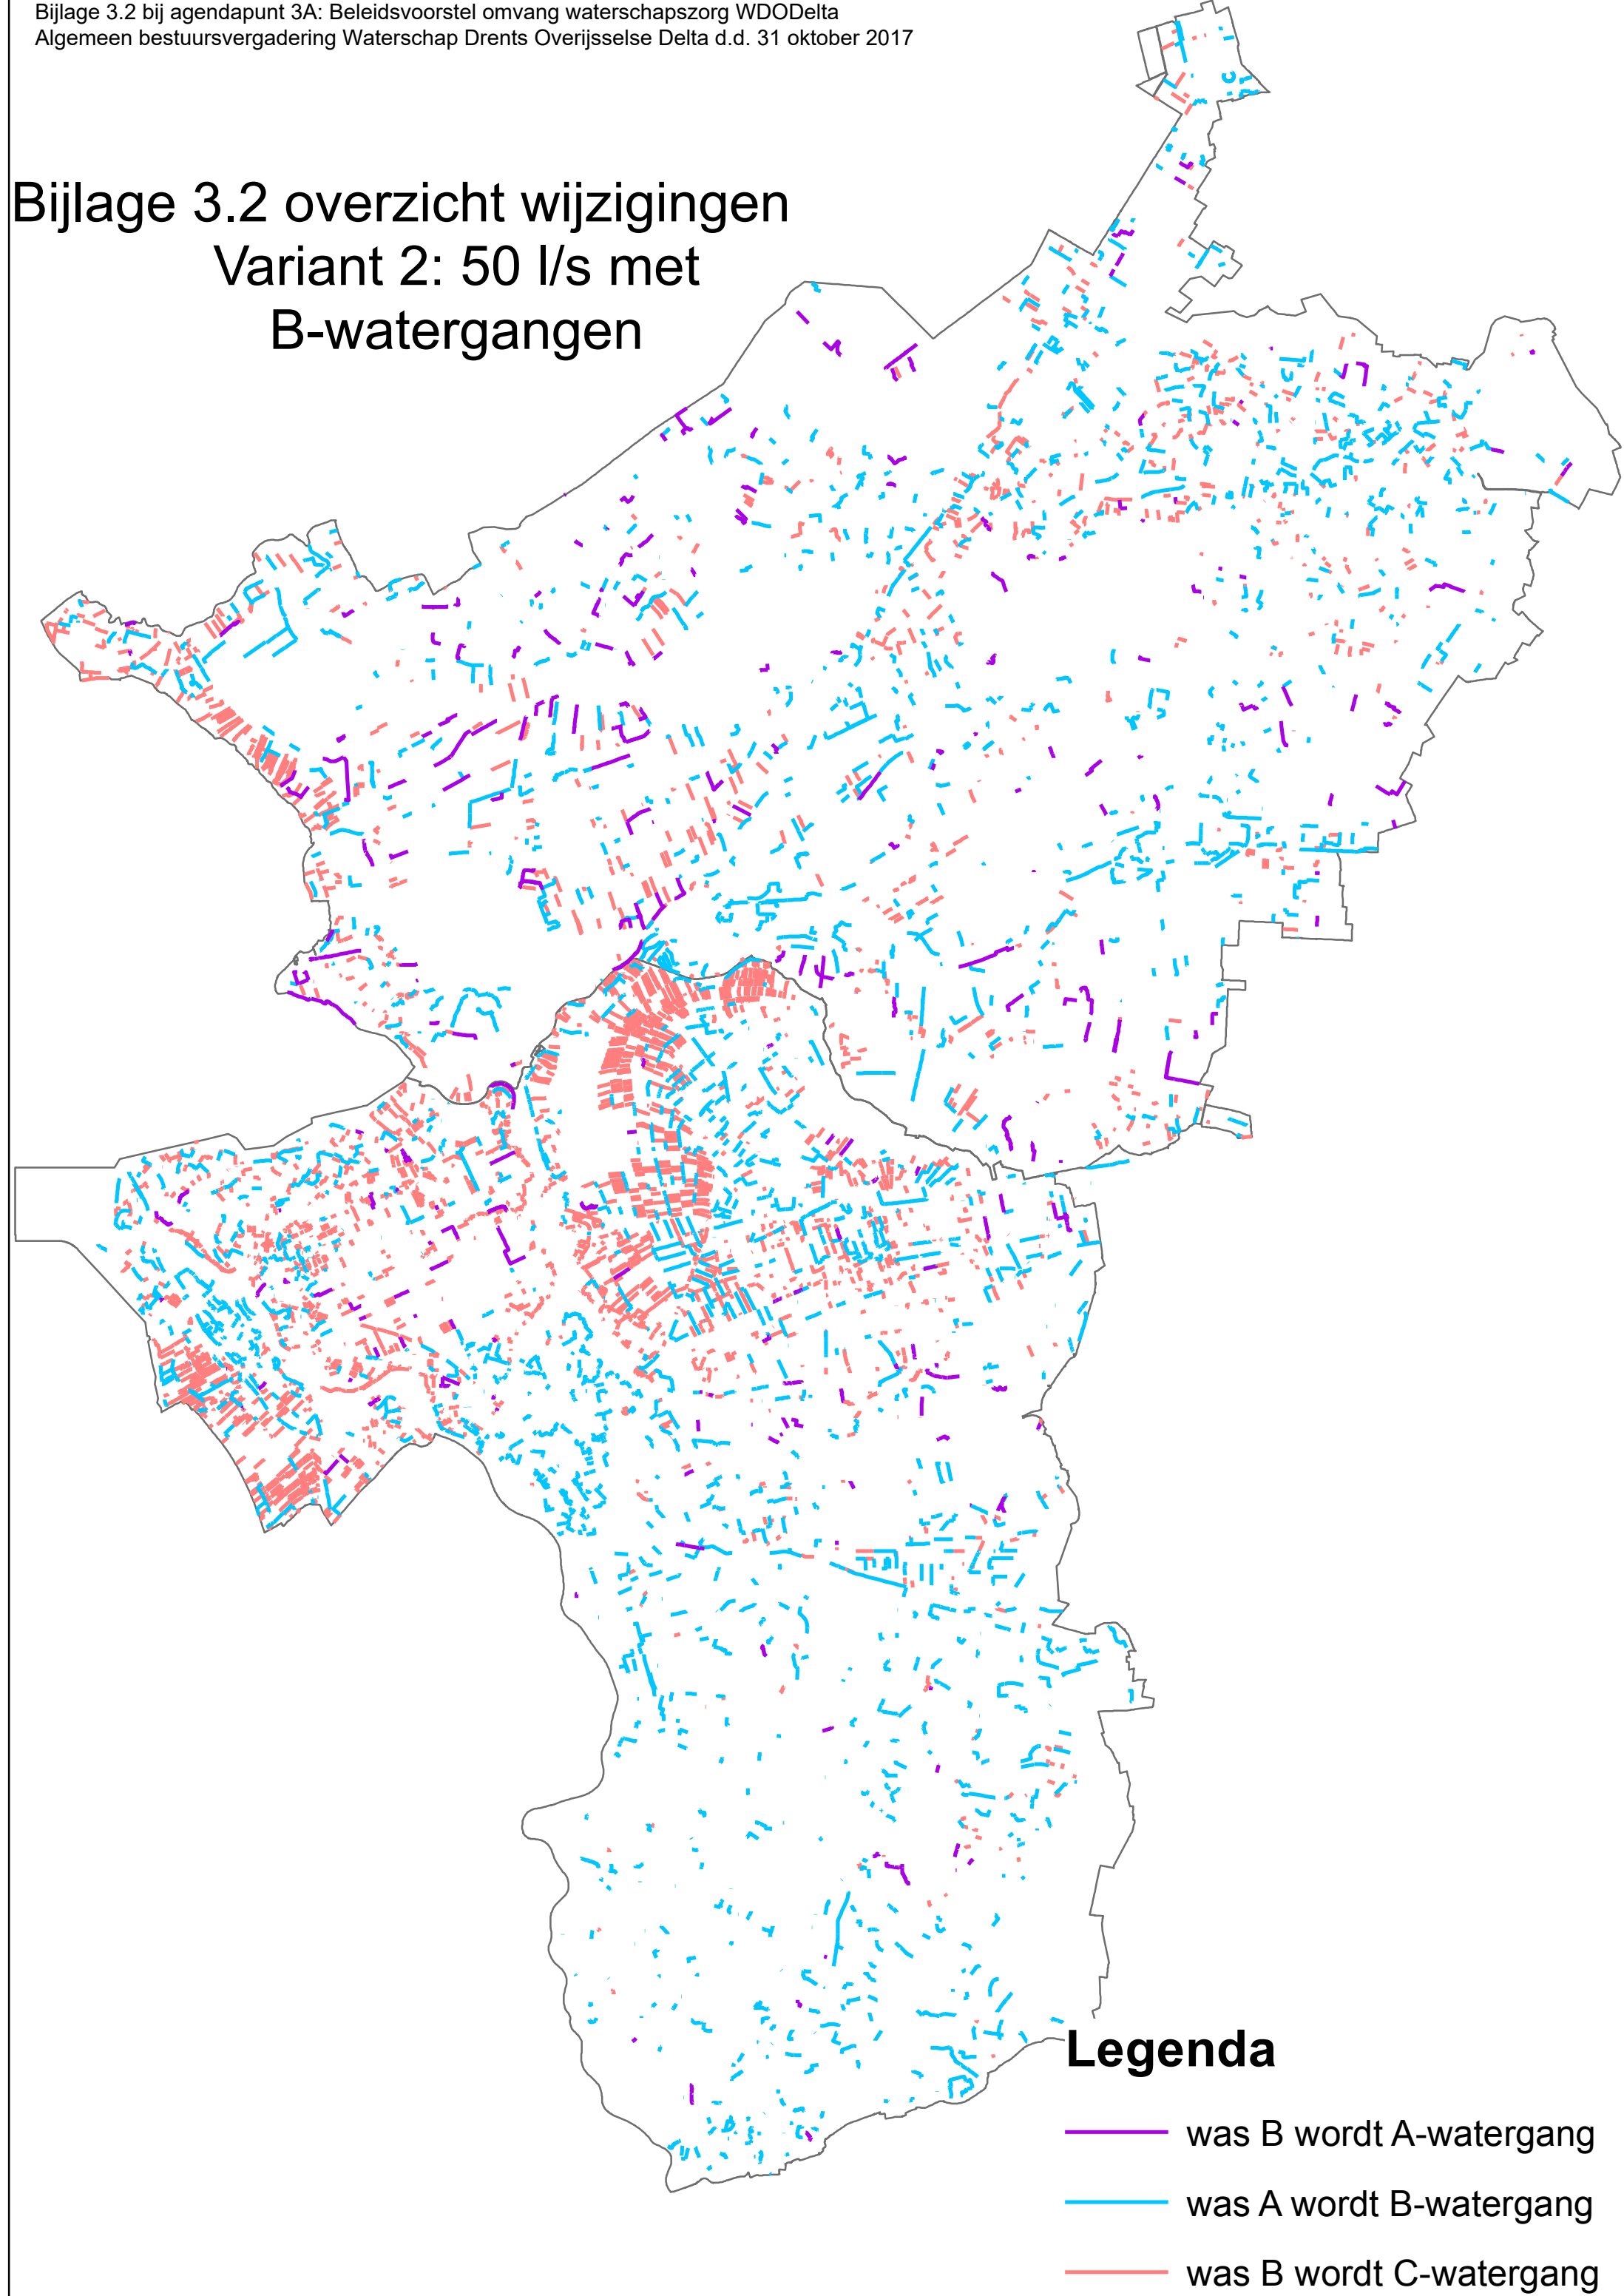 Bijlage 3.2 bij agendapunt 3A: Beleidsvoorstel omvang waterschapszorg WDODelta
Algemeen bestuursvergadering Waterschap Drents Overijsselse Delta d.d. 31 oktober 2017
Bijlage 3.2 overzicht wijzigingen
Variant 2: 50 l/s met
B-watergangen
Legenda
was B wordt A-watergang
was A wordt B-watergang
was B wordt C-watergang